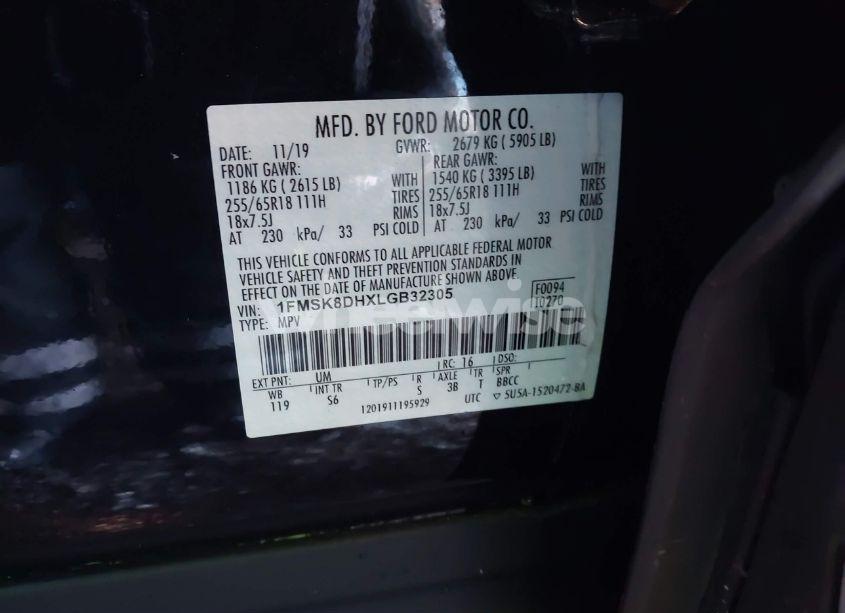 MFD. BY FORD MOTOR CO.
DATE: 11/19 GVWR: 2679 KG ( 5905 LB)
FRONT GAWR: REAR GAWR:
1186 KG ( 2615 LB) WITH 1540 KG ( 3395 LB) WITH
255/65R18 111H TIRES 255/65R18 111H TIRES
18x7.5J RIMS 18x7.5J RIMS
AT 230 kPa/ 33 PSI COLD AT 230 kPa/ 33 PSI COLD
THIS VEHICLE CONFORMS TO ALL APPLICABLE FEDERAL MOTOR
VEHICLE SAFETY AND THEFT PREVENTION STANDARDS IN
EFFECT ON THE DATE OF MANUFACTURE SHOWN ABOVE.
VIN: 1FMSK8DHXLGB32305 F0094
TYPE: MPV 10270
EXT PNT: UM RC: 16 DSO:
WB INT TR TP/PS R AXLE TR SPR
119 S6 S 3B T BBCC
1201911195929 UTC ▽ 5U5A-1520472-BA